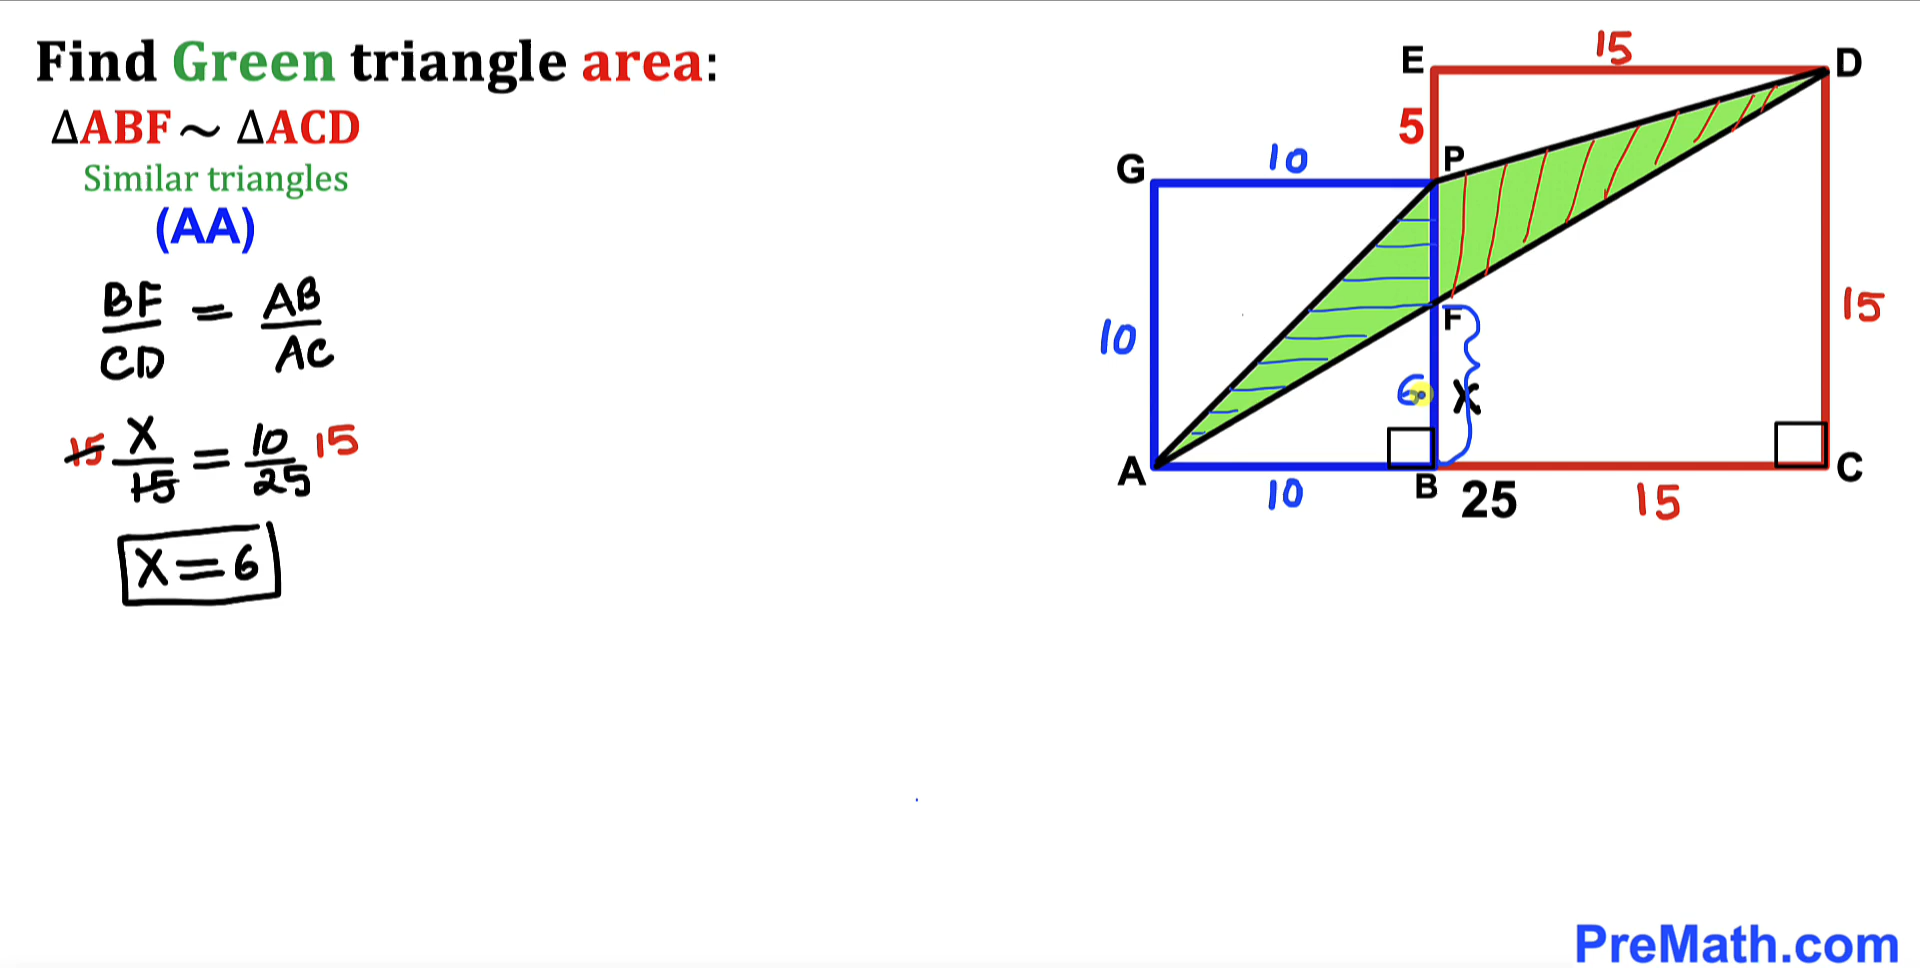 Find Green triangle area:
ΔABF ~ ΔACD
Similar triangles
(AA)
BF/CD = AB/AC
15 X/15 = 10/25 15
X = 6
E 15 D
5
G 10 P
10 F 15
6 X
A B C
10 25 15
PreMath.com